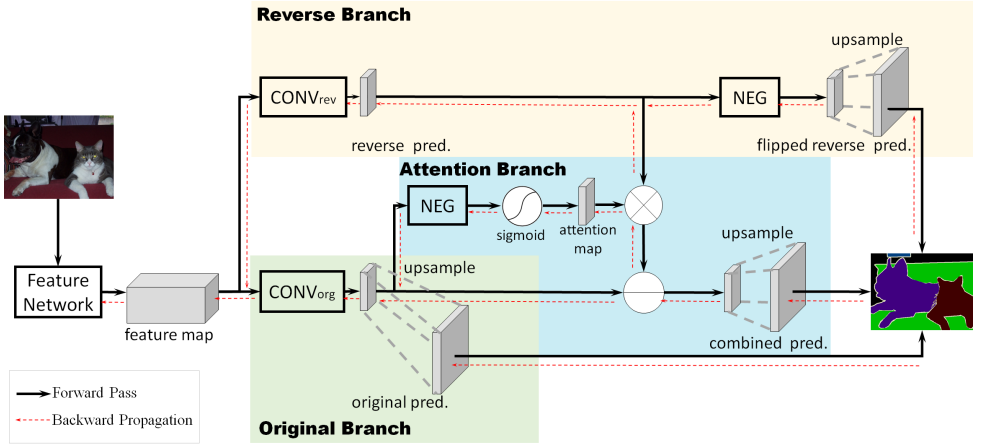 Reverse Branch
upsample
CONVrev
NEG
reverse pred.
flipped reverse pred.
Attention Branch
NEG
sigmoid
attention
map
upsample
upsample
Feature
Network
CONVorg
feature map
combined pred.
original pred.
Forward Pass
Backward Propagation
Original Branch